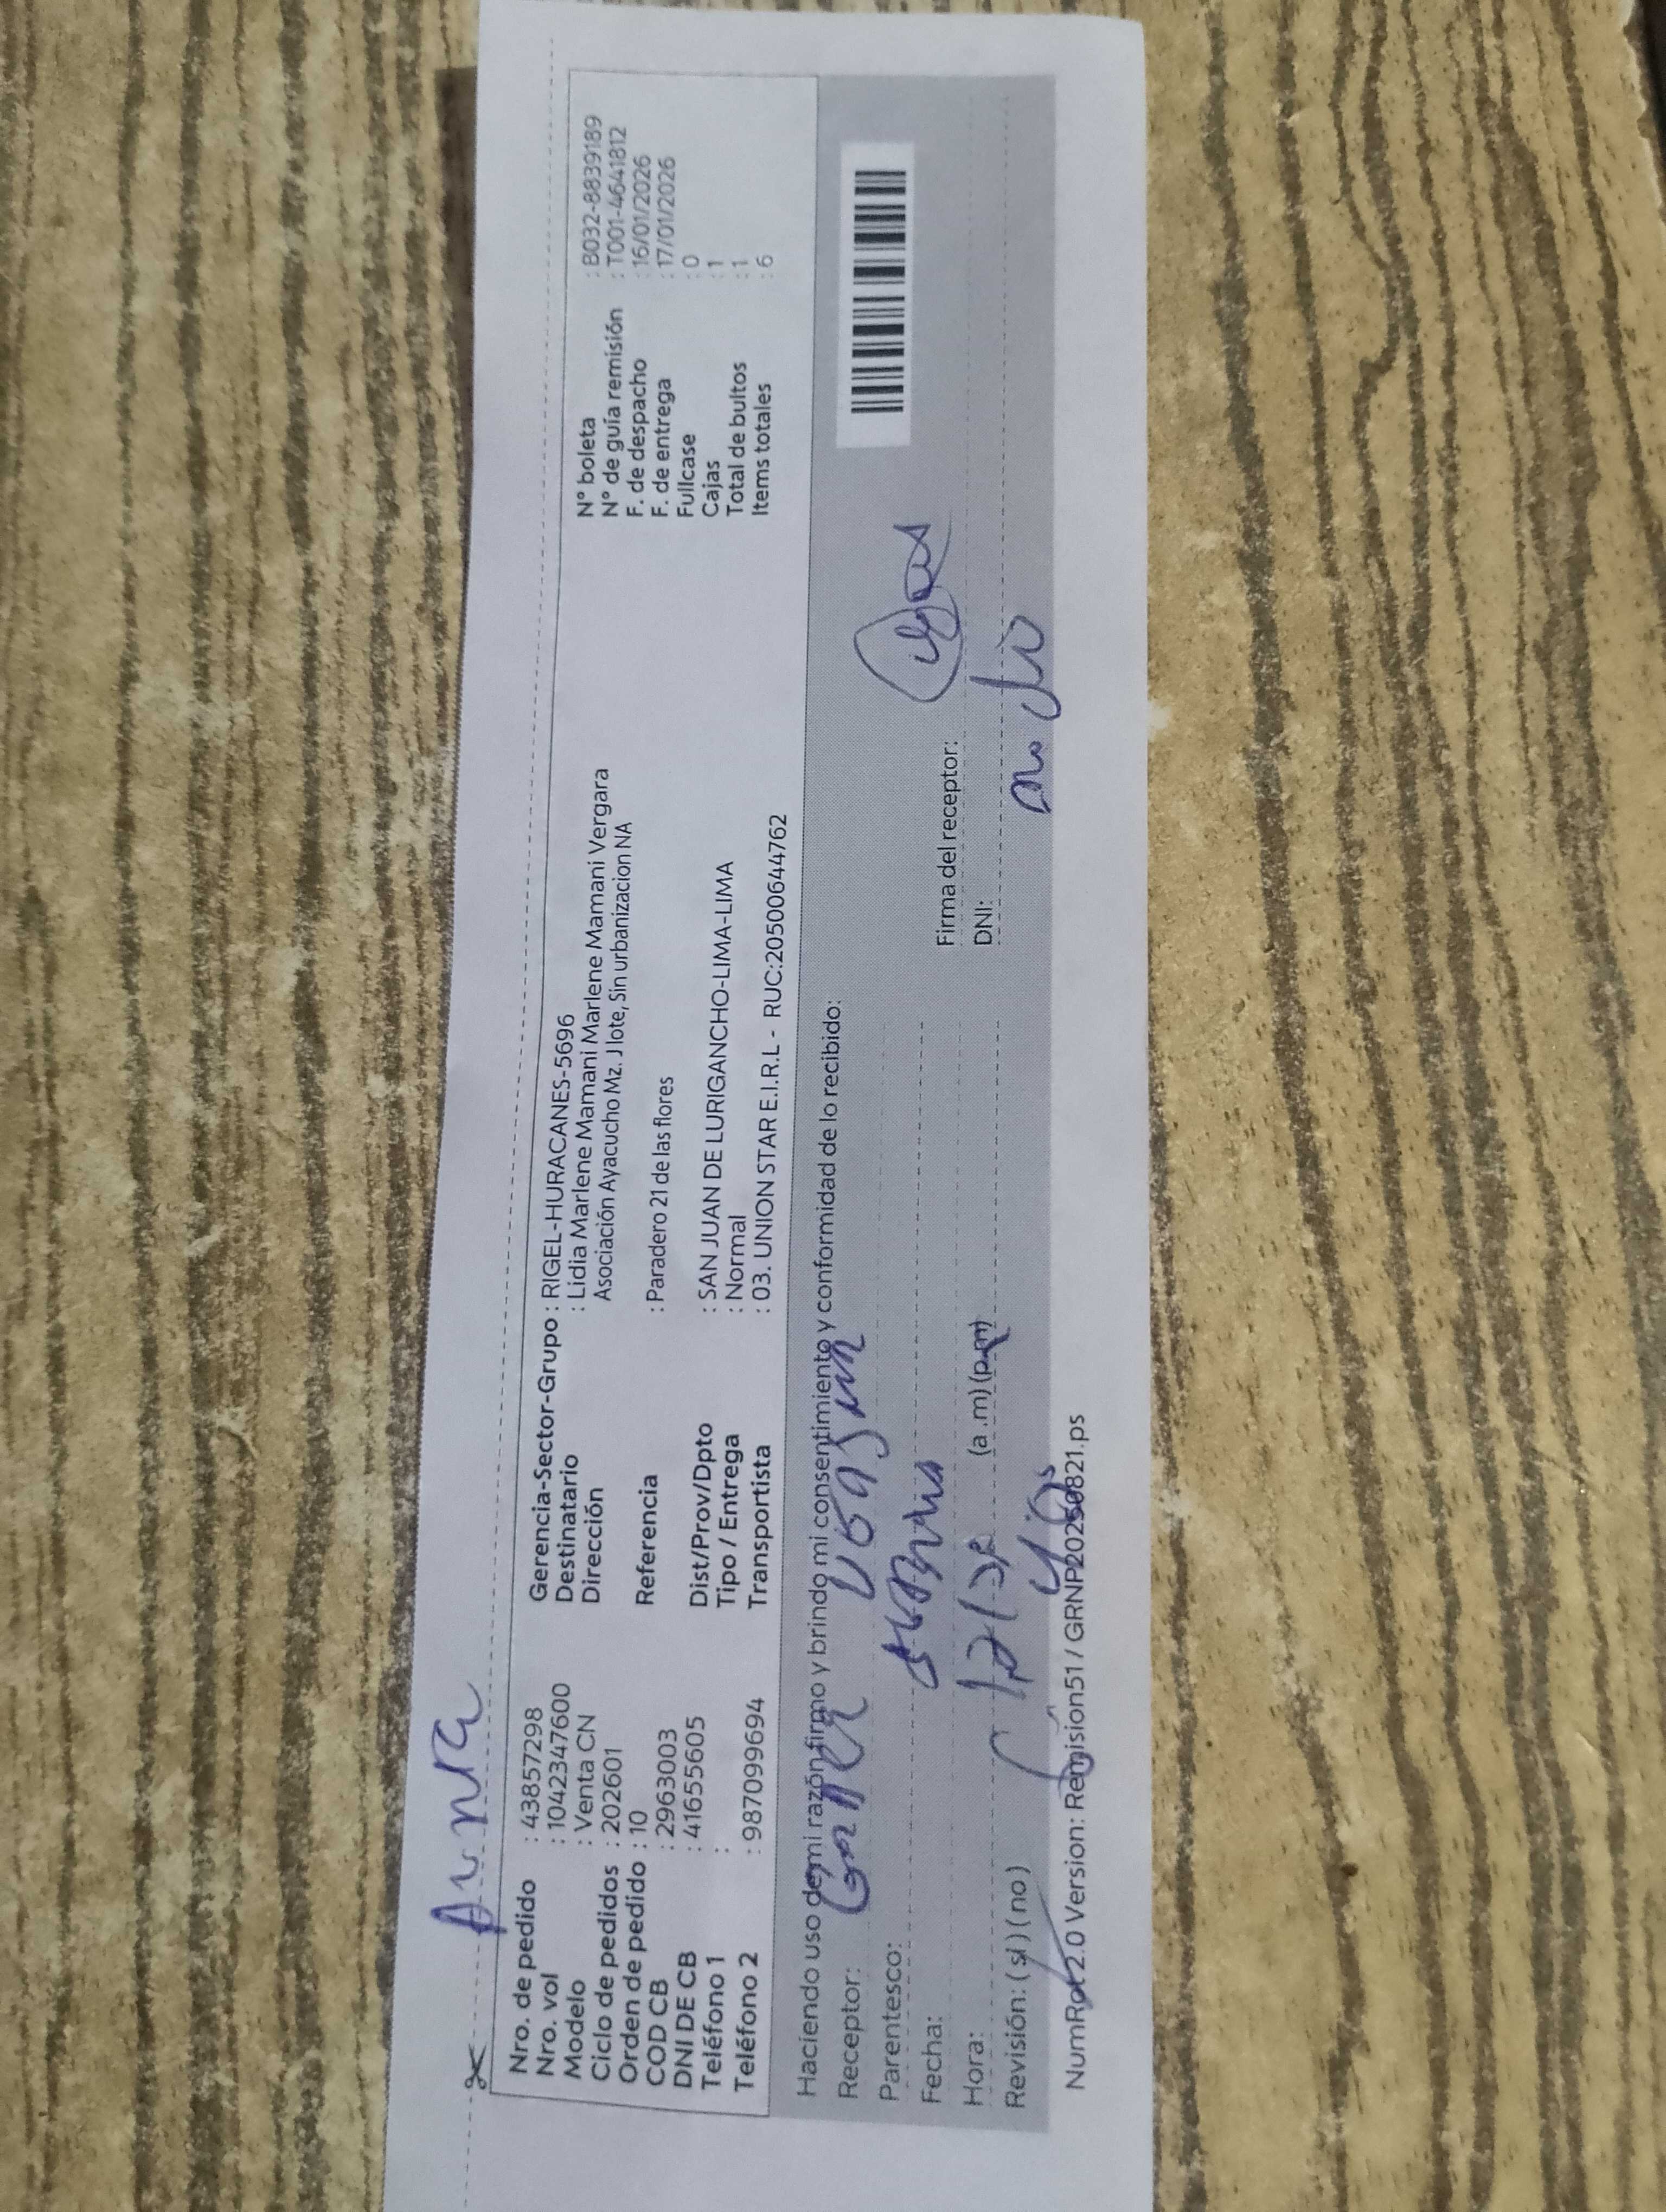 Nro. de pedido : 43857298
Nro. vol : 10423476​00
Modelo : Venta CN
Ciclo de pedidos : 202601
Orden de pedido : 10
COD CB : 2963003
DNI DE CB : 41655605
Teléfono 1 :
Teléfono 2 : 987099694
Gerencia-Sector-Grupo : RIGEL-HURACANES-5696
Destinatario : Lidia Marlene Mamani Marlene Mamani Vergara
Dirección Asociación Ayacucho Mz. J lote, Sin urbanizacion NA
Referencia : Paradero 21 de las flores
Dist/Prov/Dpto : SAN JUAN DE LURIGANCHO-LIMA-LIMA
Tipo / Entrega : Normal
Transportista : 03. UNION STAR E.I.R.L - RUC:20500644762
N° boleta : B032-8839189
N° de guía remisión : T001-4641812
F. de despacho : 16/01/2026
F. de entrega : 17/01/2026
Fullcase : 0
Cajas : 1
Total de bultos : 1
Items totales : 6
Haciendo uso de mi razón firmo y brindo mi consentimiento y conformidad de lo recibido:
Receptor:
Parentesco:
Fecha:
Hora: (a .m) (p.m)
Revisión: ( sí ) ( no )
Firma del receptor:
DNI:
NumRot 2.0 Version: Remision51 / GRNP20250821.ps